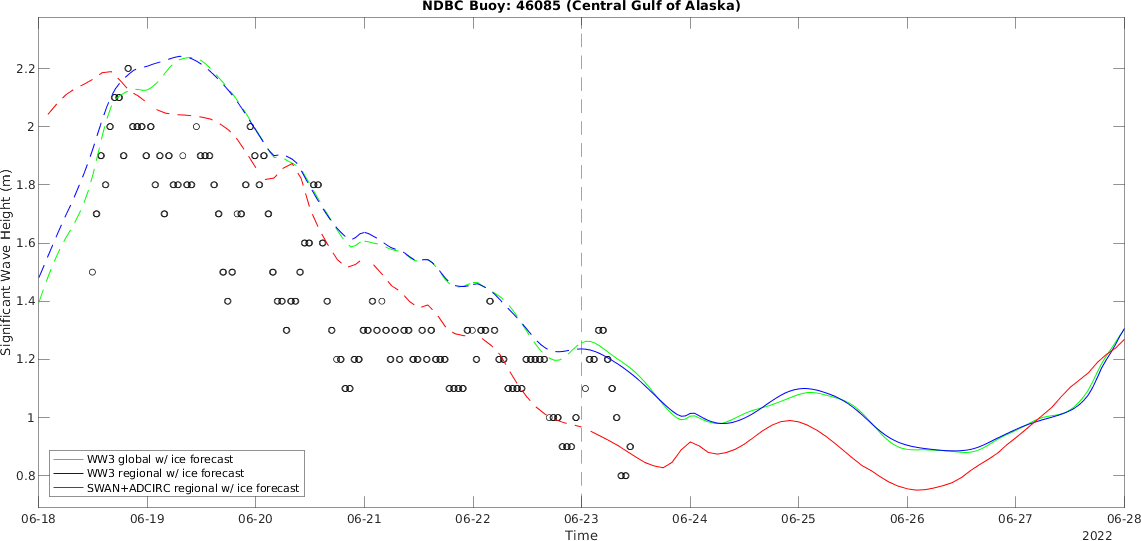 NDBC Buoy: 46085 (Central Gulf of Alaska)
2.2
2
1.8
1.6
1.4
1.2
1
0.8
Significant Wave Height (m)
WW3 global w/ ice forecast
WW3 regional w/ ice forecast
SWAN+ADCIRC regional w/ ice forecast
06-18 06-19 06-20 06-21 06-22 06-23 06-24 06-25 06-26 06-27 06-28
Time
2022